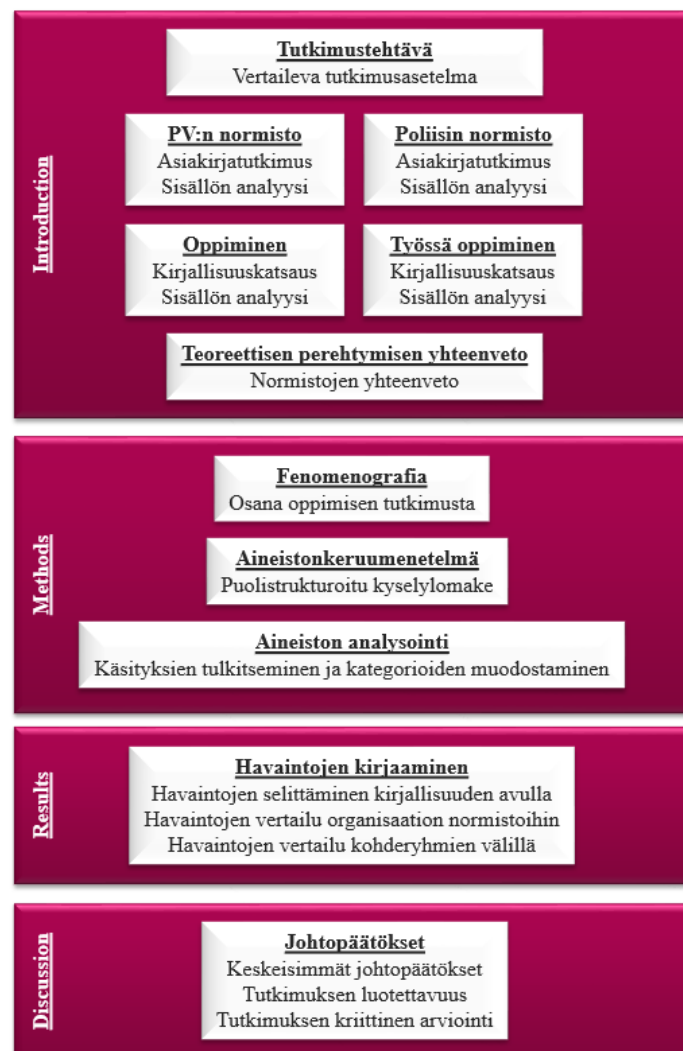 Introduction
Tutkimustehtävä
Vertaileva tutkimusasetelma
PV:n normisto
Asiakirjatutkimus
Sisällön analyysi
Poliisin normisto
Asiakirjatutkimus
Sisällön analyysi
Oppiminen
Kirjallisuuskatsaus
Sisällön analyysi
Työssä oppiminen
Kirjallisuuskatsaus
Sisällön analyysi
Teoreettisen perehtymisen yhteenveto
Normistojen yhteenveto
Methods
Fenomenografia
Osana oppimisen tutkimusta
Aineistonkeruumenetelmä
Puolistrukturoitu kyselylomake
Aineiston analysointi
Käsityksien tulkitseminen ja kategorioiden muodostaminen
Results
Havaintojen kirjaaminen
Havaintojen selittäminen kirjallisuuden avulla
Havaintojen vertailu organisaation normistoihin
Havaintojen vertailu kohderyhmien välillä
Discussion
Johtopäätökset
Keskeisimmät johtopäätökset
Tutkimuksen luotettavuus
Tutkimuksen kriittinen arviointi